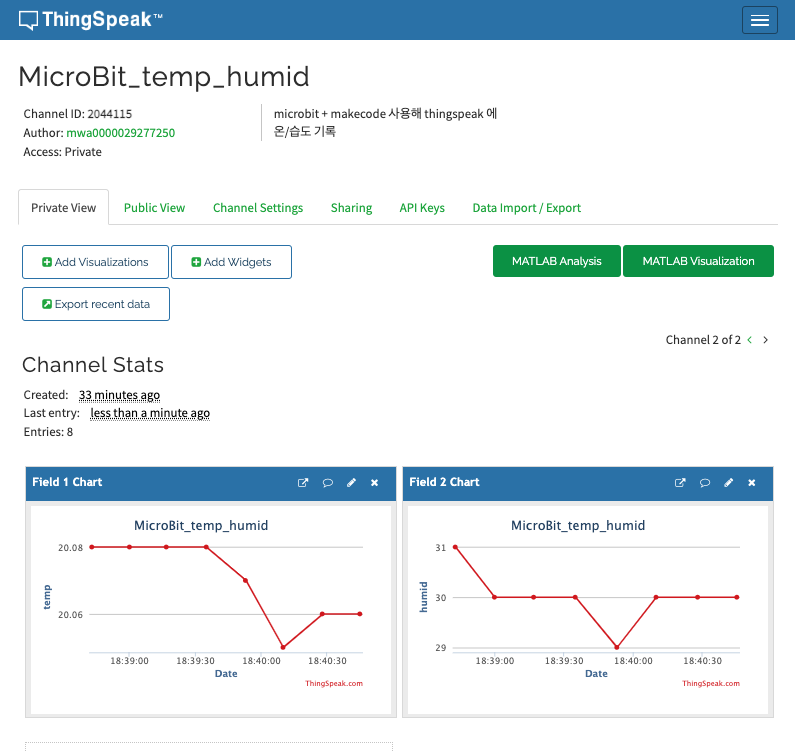 ThingSpeak™
MicroBit_temp_humid
Channel ID: 2044115
Author: mwa0000029277250
Access: Private
microbit + makecode 사용해 thingspeak 에
온/습도 기록
Private View
Public View
Channel Settings
Sharing
API Keys
Data Import / Export
Add Visualizations
Add Widgets
MATLAB Analysis
MATLAB Visualization
Export recent data
Channel 2 of 2
Channel Stats
Created: 33 minutes ago
Last entry: less than a minute ago
Entries: 8
Field 1 Chart
MicroBit_temp_humid
20.08
20.06
temp
18:39:00
18:39:30
18:40:00
18:40:30
Date
ThingSpeak.com
Field 2 Chart
MicroBit_temp_humid
31
30
29
humid
18:39:00
18:39:30
18:40:00
18:40:30
Date
ThingSpeak.com